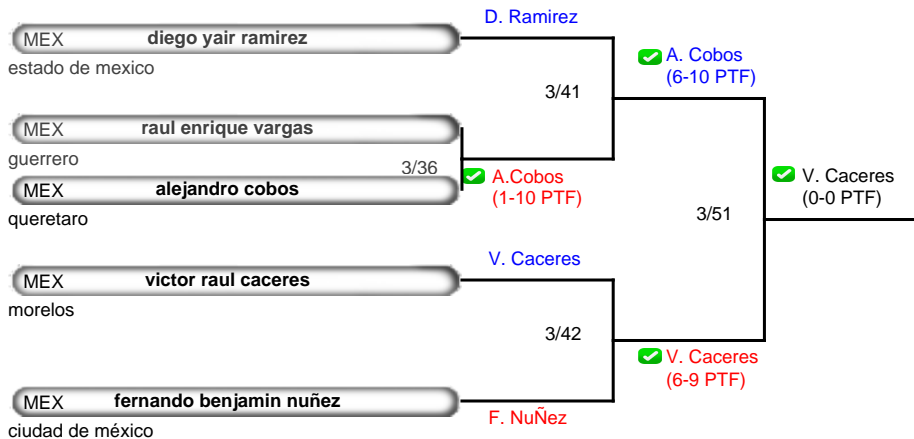 D. Ramirez
MEX diego yair ramirez
estado de mexico
A. Cobos
(6-10 PTF)
3/41
MEX raul enrique vargas
guerrero
3/36
A.Cobos
(1-10 PTF)
MEX alejandro cobos
queretaro
V. Caceres
(0-0 PTF)
3/51
V. Caceres
MEX victor raul caceres
morelos
3/42
V. Caceres
(6-9 PTF)
MEX fernando benjamin nuñez
F. NuÑez
ciudad de méxico